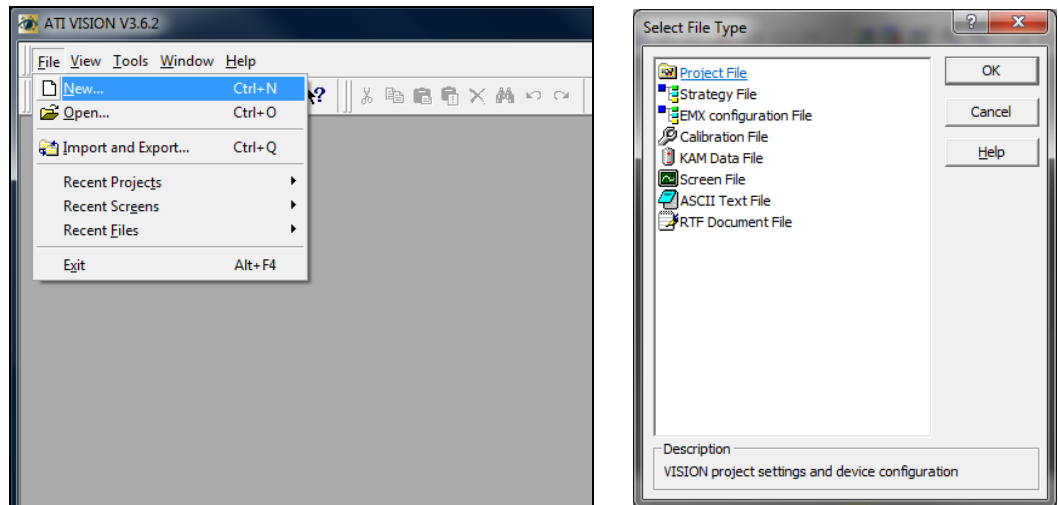 ATI VISION V3.6.2
File View Tools Window Help
New... Ctrl+N
Open... Ctrl+O
Import and Export... Ctrl+Q
Recent Projects
Recent Screens
Recent Files
Exit Alt+F4
Select File Type
Project File
Strategy File
EMX configuration File
Calibration File
KAM Data File
Screen File
ASCII Text File
RTF Document File
OK
Cancel
Help
Description
VISION project settings and device configuration